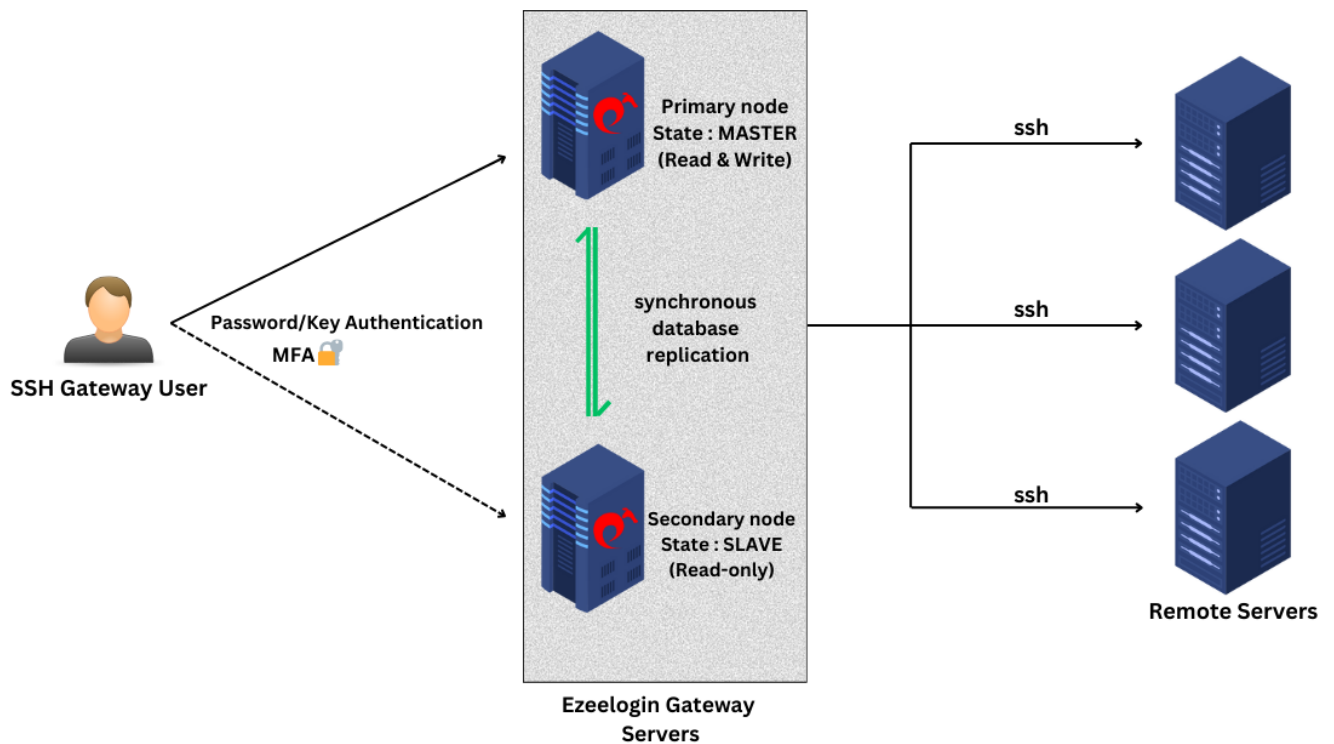 Primary node
State : MASTER
(Read & Write)
ssh
Password/Key Authentication
MFA
SSH Gateway User
synchronous
database
replication
ssh
Secondary node
State : SLAVE
(Read-only)
ssh
Remote Servers
Ezeelogin Gateway
Servers